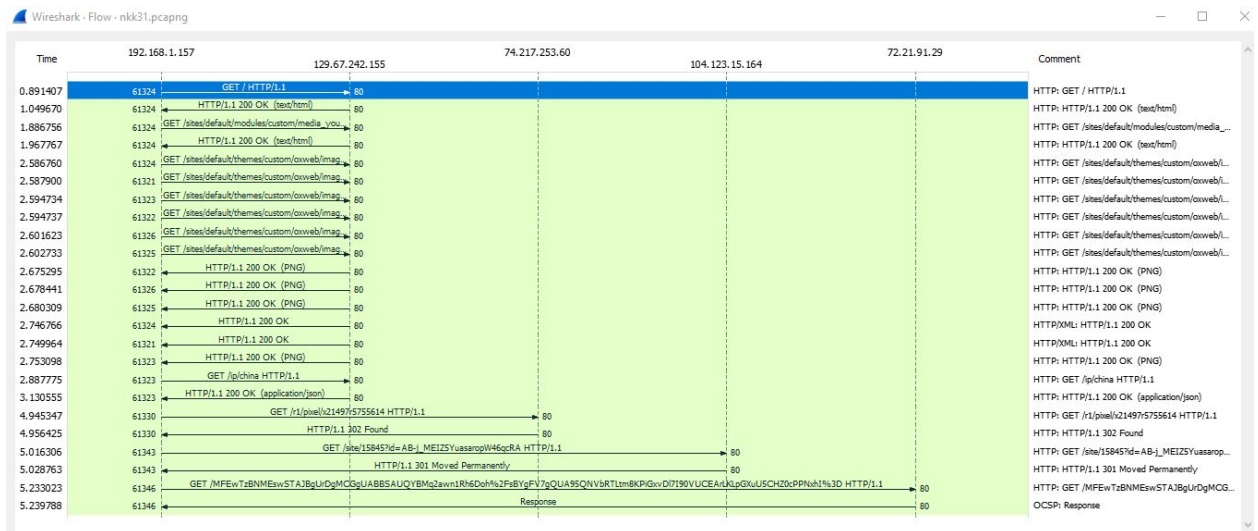 Wireshark · Flow · nkk31.pcapng
192.168.1.157 74.217.253.60 72.21.91.29
Time 129.67.242.155 104.123.15.164 Comment
0.891407 61324 GET / HTTP/1.1 80 HTTP: GET / HTTP/1.1
1.049670 61324 HTTP/1.1 200 OK (text/html) 80 HTTP: HTTP/1.1 200 OK (text/html)
1.886756 61324 GET /sites/default/modules/custom/media_you... 80 HTTP: GET /sites/default/modules/custom/media_...
1.967767 61324 HTTP/1.1 200 OK (text/html) 80 HTTP: HTTP/1.1 200 OK (text/html)
2.586760 61324 GET /sites/default/themes/custom/oxweb/imag... 80 HTTP: GET /sites/default/themes/custom/oxweb/i...
2.587900 61321 GET /sites/default/themes/custom/oxweb/imag... 80 HTTP: GET /sites/default/themes/custom/oxweb/i...
2.594734 61323 GET /sites/default/themes/custom/oxweb/imag... 80 HTTP: GET /sites/default/themes/custom/oxweb/i...
2.594737 61322 GET /sites/default/themes/custom/oxweb/imag... 80 HTTP: GET /sites/default/themes/custom/oxweb/i...
2.601623 61326 GET /sites/default/themes/custom/oxweb/imag... 80 HTTP: GET /sites/default/themes/custom/oxweb/i...
2.602733 61325 GET /sites/default/themes/custom/oxweb/imag... 80 HTTP: GET /sites/default/themes/custom/oxweb/i...
2.675295 61322 HTTP/1.1 200 OK (PNG) 80 HTTP: HTTP/1.1 200 OK (PNG)
2.678441 61326 HTTP/1.1 200 OK (PNG) 80 HTTP: HTTP/1.1 200 OK (PNG)
2.680309 61325 HTTP/1.1 200 OK (PNG) 80 HTTP: HTTP/1.1 200 OK (PNG)
2.746766 61324 HTTP/1.1 200 OK 80 HTTP/XML: HTTP/1.1 200 OK
2.749964 61321 HTTP/1.1 200 OK 80 HTTP/XML: HTTP/1.1 200 OK
2.753098 61323 HTTP/1.1 200 OK (PNG) 80 HTTP: HTTP/1.1 200 OK (PNG)
2.887775 61323 GET /ip/china HTTP/1.1 80 HTTP: GET /ip/china HTTP/1.1
3.130555 61323 HTTP/1.1 200 OK (application/json) 80 HTTP: HTTP/1.1 200 OK (application/json)
4.945347 61330 GET /r1/pixel/x21497r5755614 HTTP/1.1 80 HTTP: GET /r1/pixel/x21497r5755614 HTTP/1.1
4.956425 61330 HTTP/1.1 302 Found 80 HTTP: HTTP/1.1 302 Found
5.016306 61343 GET /site/15845?id=AB-j_MEIZ5YuasaropW46qcRA HTTP/1.1 80 HTTP: GET /site/15845?id=AB-j_MEIZ5Yuasarop...
5.028763 61343 HTTP/1.1 301 Moved Permanently 80 HTTP: HTTP/1.1 301 Moved Permanently
5.233023 61346 GET HTTP/1.1 80 HTTP: GET /MFEwTzBNMEswSTAJBgUrDgMCG...
5.239788 61346 Response 80 OCSP: Response